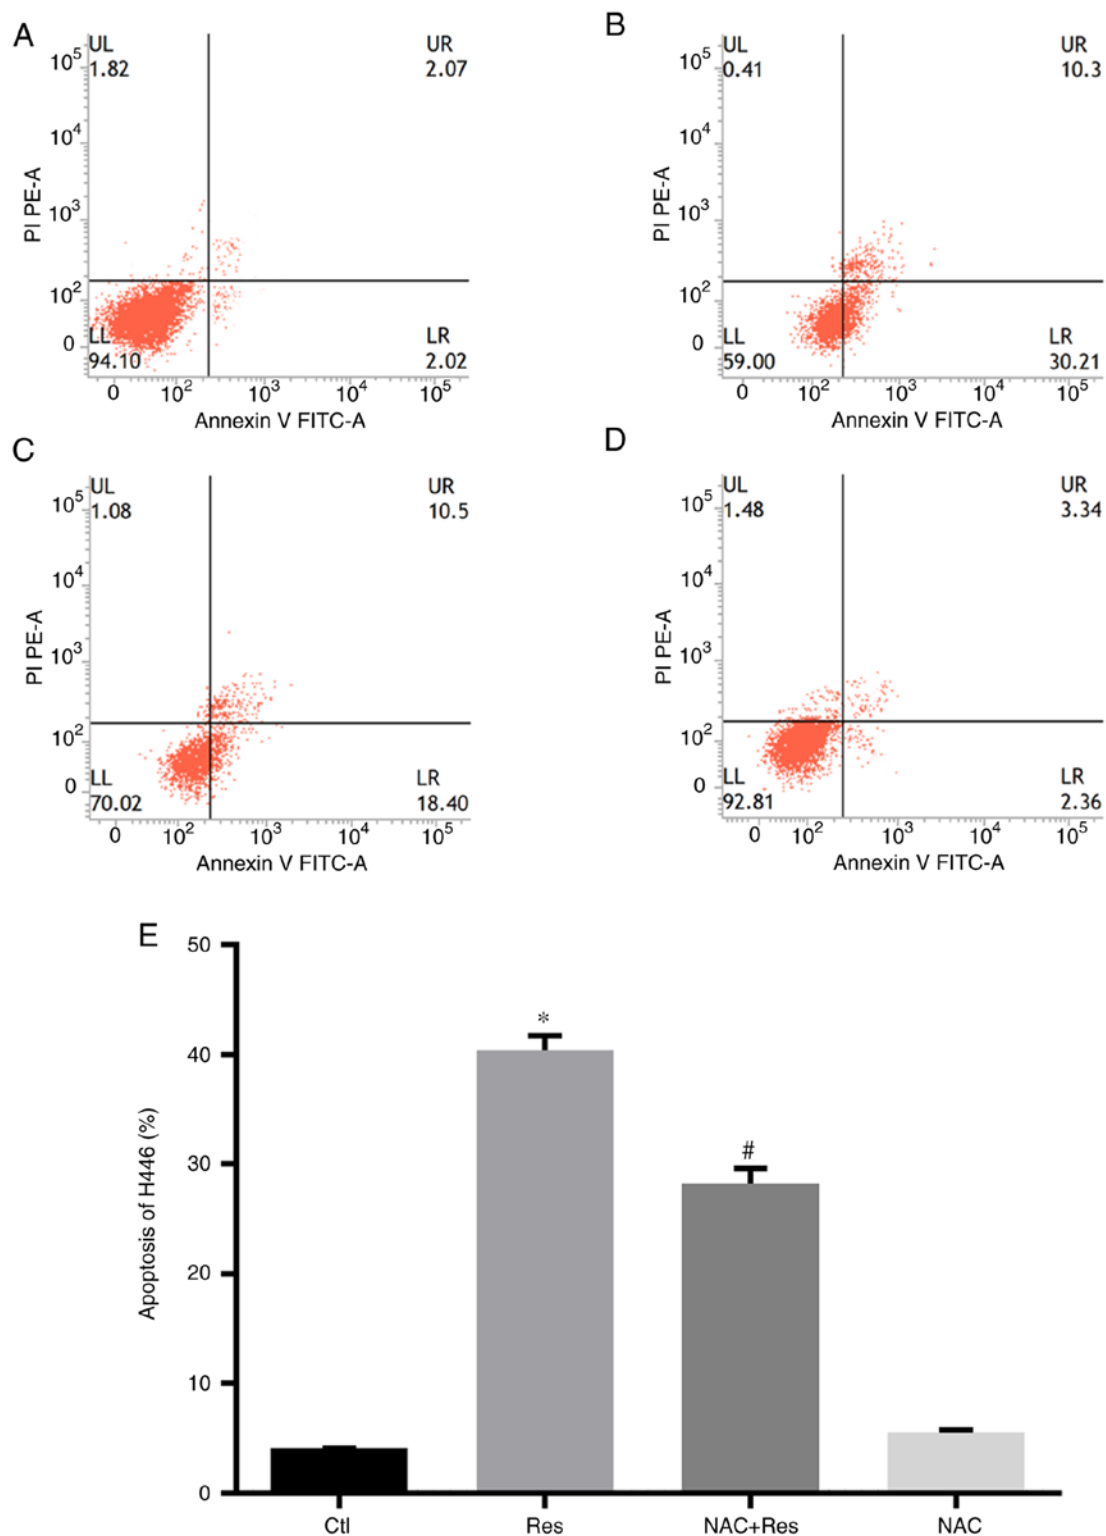 A
UL
1.82
UR
2.07
10^5
10^4
10^3
10^2
0
PI PE-A
LL
94.10
LR
2.02
0 10^2 10^3 10^4 10^5
Annexin V FITC-A
B
UL
0.41
UR
10.3
10^5
10^4
10^3
10^2
0
PI PE-A
LL
59.00
LR
30.21
0 10^2 10^3 10^4 10^5
Annexin V FITC-A
C
UL
1.08
UR
10.5
10^5
10^4
10^3
10^2
0
PI PE-A
LL
70.02
LR
18.40
0 10^2 10^3 10^4 10^5
Annexin V FITC-A
D
UL
1.48
UR
3.34
10^5
10^4
10^3
10^2
0
PI PE-A
LL
92.81
LR
2.36
0 10^2 10^3 10^4 10^5
Annexin V FITC-A
E
50
40
30
20
10
0
Apoptosis of H446 (%)
*
#
Ctl Res NAC+Res NAC